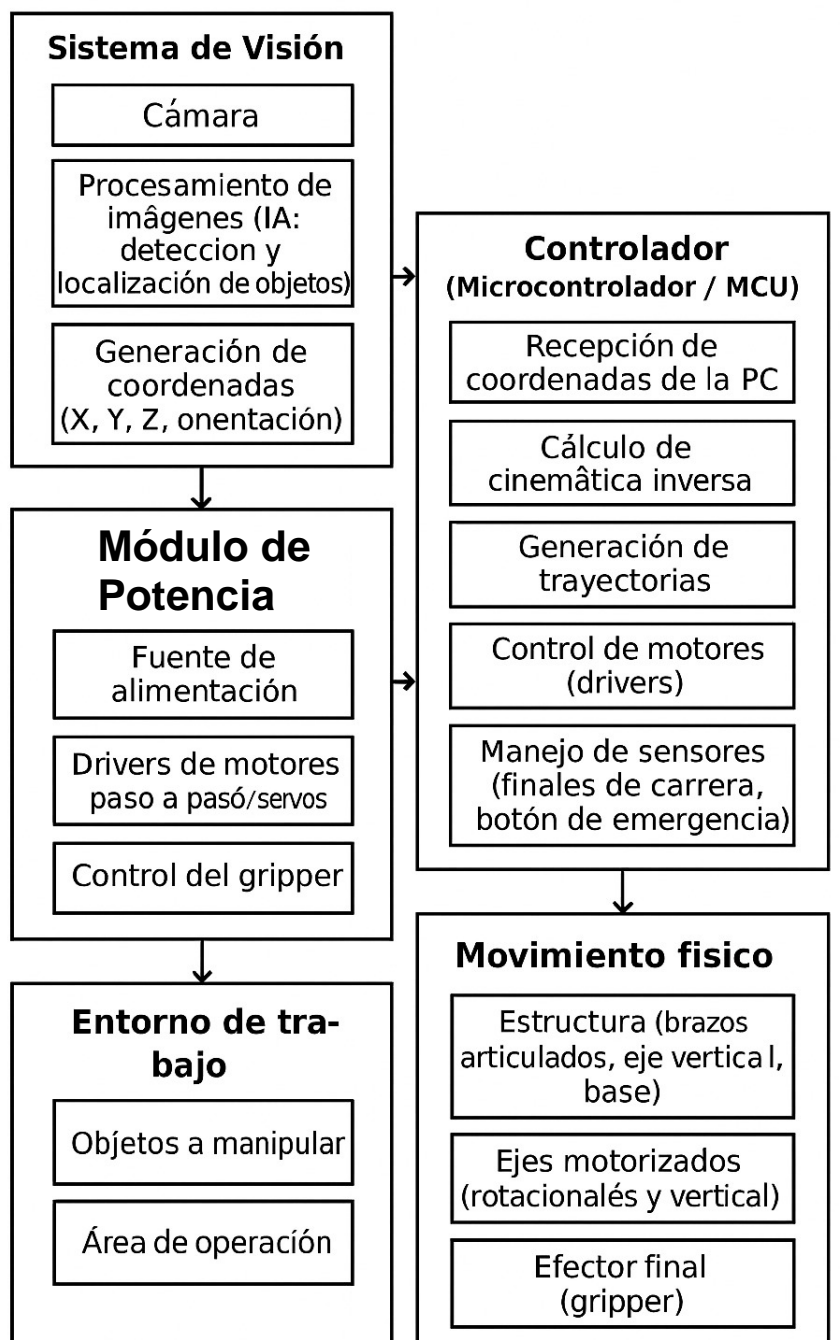 Sistema de Visión
Cámara
Procesamiento de
imâgenes (IA:
deteccion y
localización de objetos)
Generación de
coordenadas
(X, Y, Z, onentación)
Módulo de
Potencia
Fuente de
alimentación
Drivers de motores
paso a pasó/servos
Control del gripper
Entorno de tra-
bajo
Objetos a manipular
Área de operación
Controlador
(Microcontrolador / MCU)
Recepción de
coordenadas de la PC
Cálculo de
cinemâtica inversa
Generación de
trayectorias
Control de motores
(drivers)
Manejo de sensores
(finales de carrera,
botón de emergencia)
Movimiento fisico
Estructura (brazos
articulados, eje vertical,
base)
Ejes motorizados
(rotacionalés y vertical)
Efector final
(gripper)